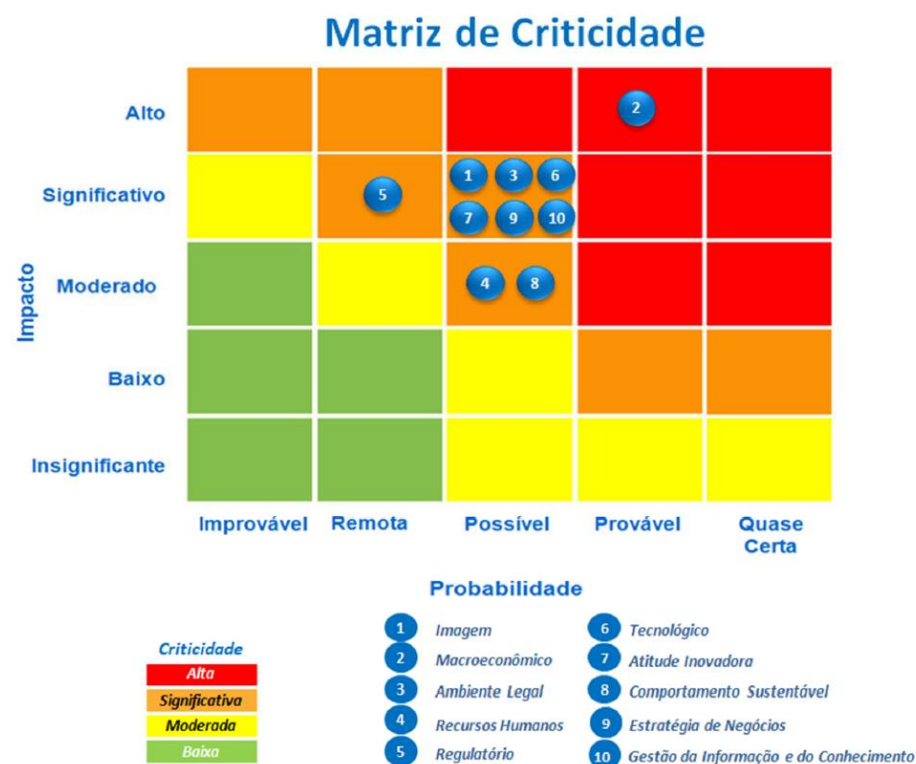 Matriz de Criticidade
Alto
2
Significativo
5
1 3 6
7 9 10
Impacto
Moderado
4 8
Baixo
Insignificante
Improvável Remota Possível Provável Quase
Certa
Probabilidade
Criticidade
Alta
Significativa
Moderada
Baixa
1 Imagem
2 Macroeconômico
3 Ambiente Legal
4 Recursos Humanos
5 Regulatório
6 Tecnológico
7 Atitude Inovadora
8 Comportamento Sustentável
9 Estratégia de Negócios
10 Gestão da Informação e do Conhecimento